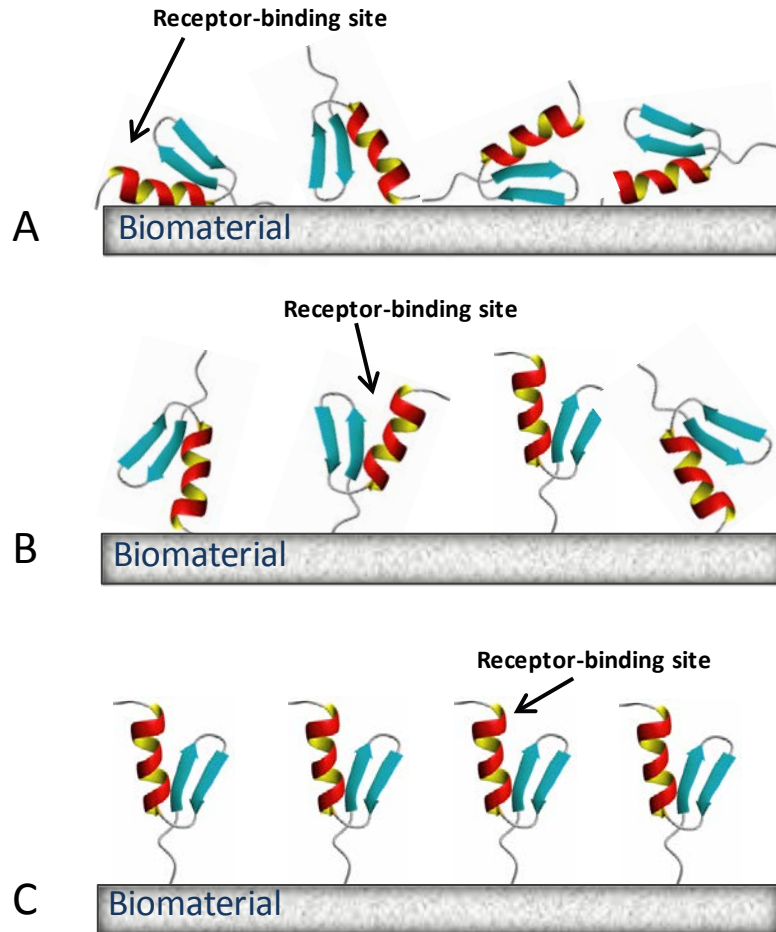 Receptor-binding site
A
Biomaterial
Receptor-binding site
B
Biomaterial
Receptor-binding site
C
Biomaterial